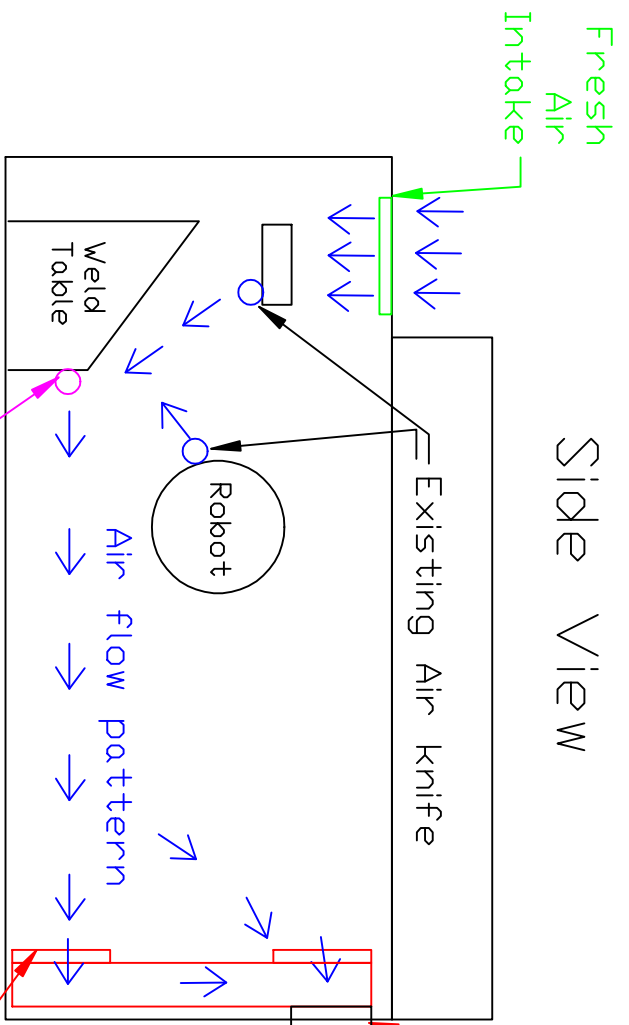 Side View
Fresh
Air
Intake
Existing Air knife
Robot
Weld
Table
Air flow pattern